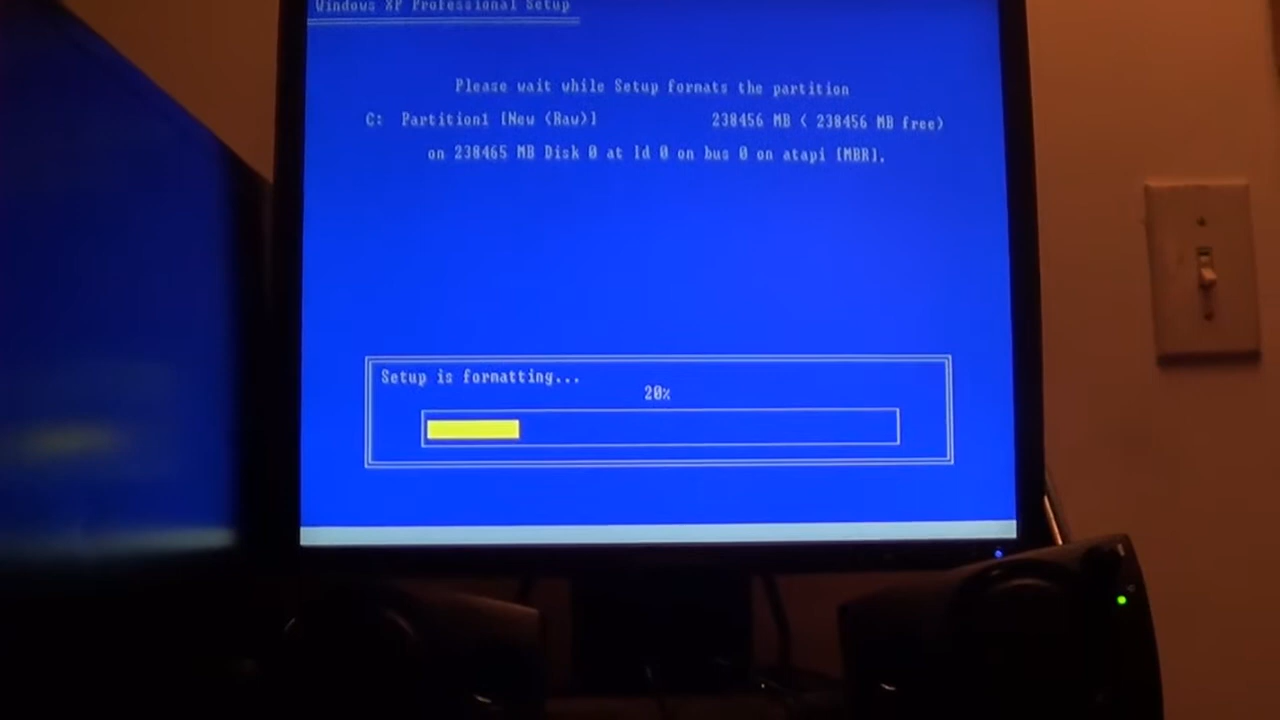 Windows XP Professional Setup
Please wait while Setup formats the partition
C: Partition1 [New (Raw)] 238456 MB ( 238456 MB free)
on 238465 MB Disk 0 at Id 0 on bus 0 on atapi [MBR].
Setup is formatting...
20%